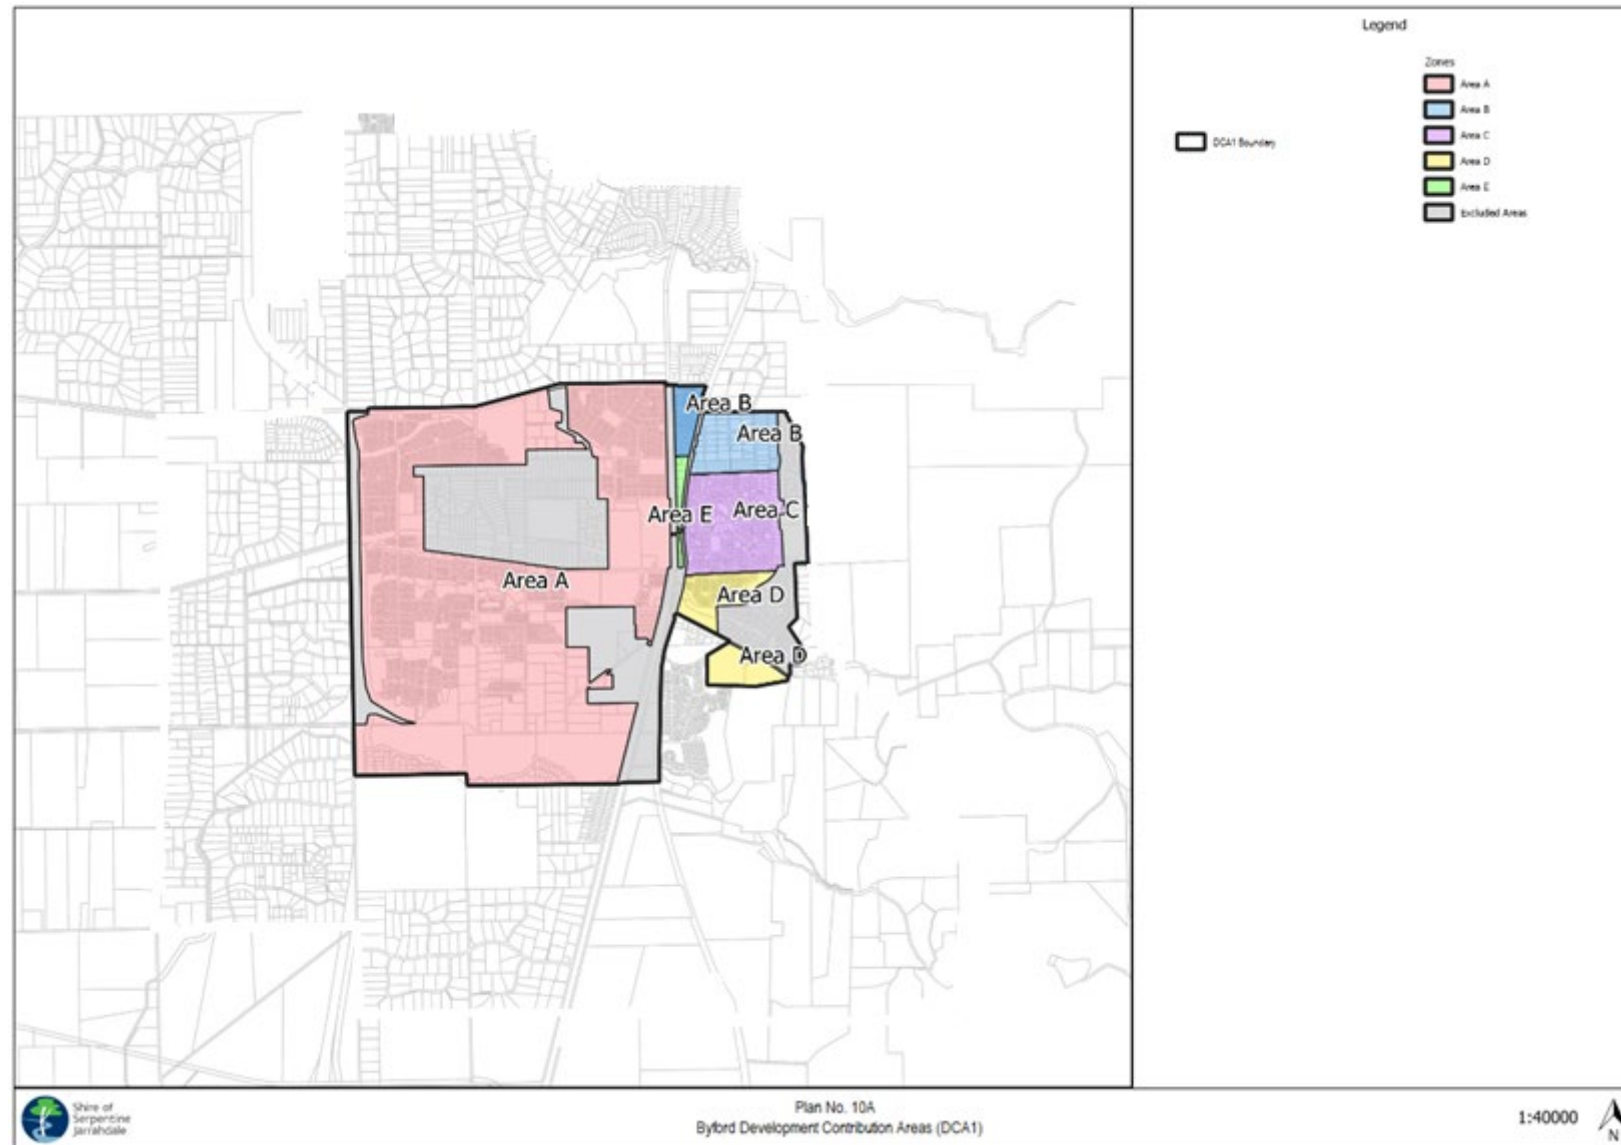 Legend
Zones
Area A
Area B
Area C
Area D
Area E
Excluded Areas
DCA1 Boundary
Area B
Area B
Area E
Area C
Area A
Area D
Area D
Shire of
Serpentine
Jarrahdale
Plan No. 10A
Byford Development Contribution Areas (DCA1)
1:40000
N